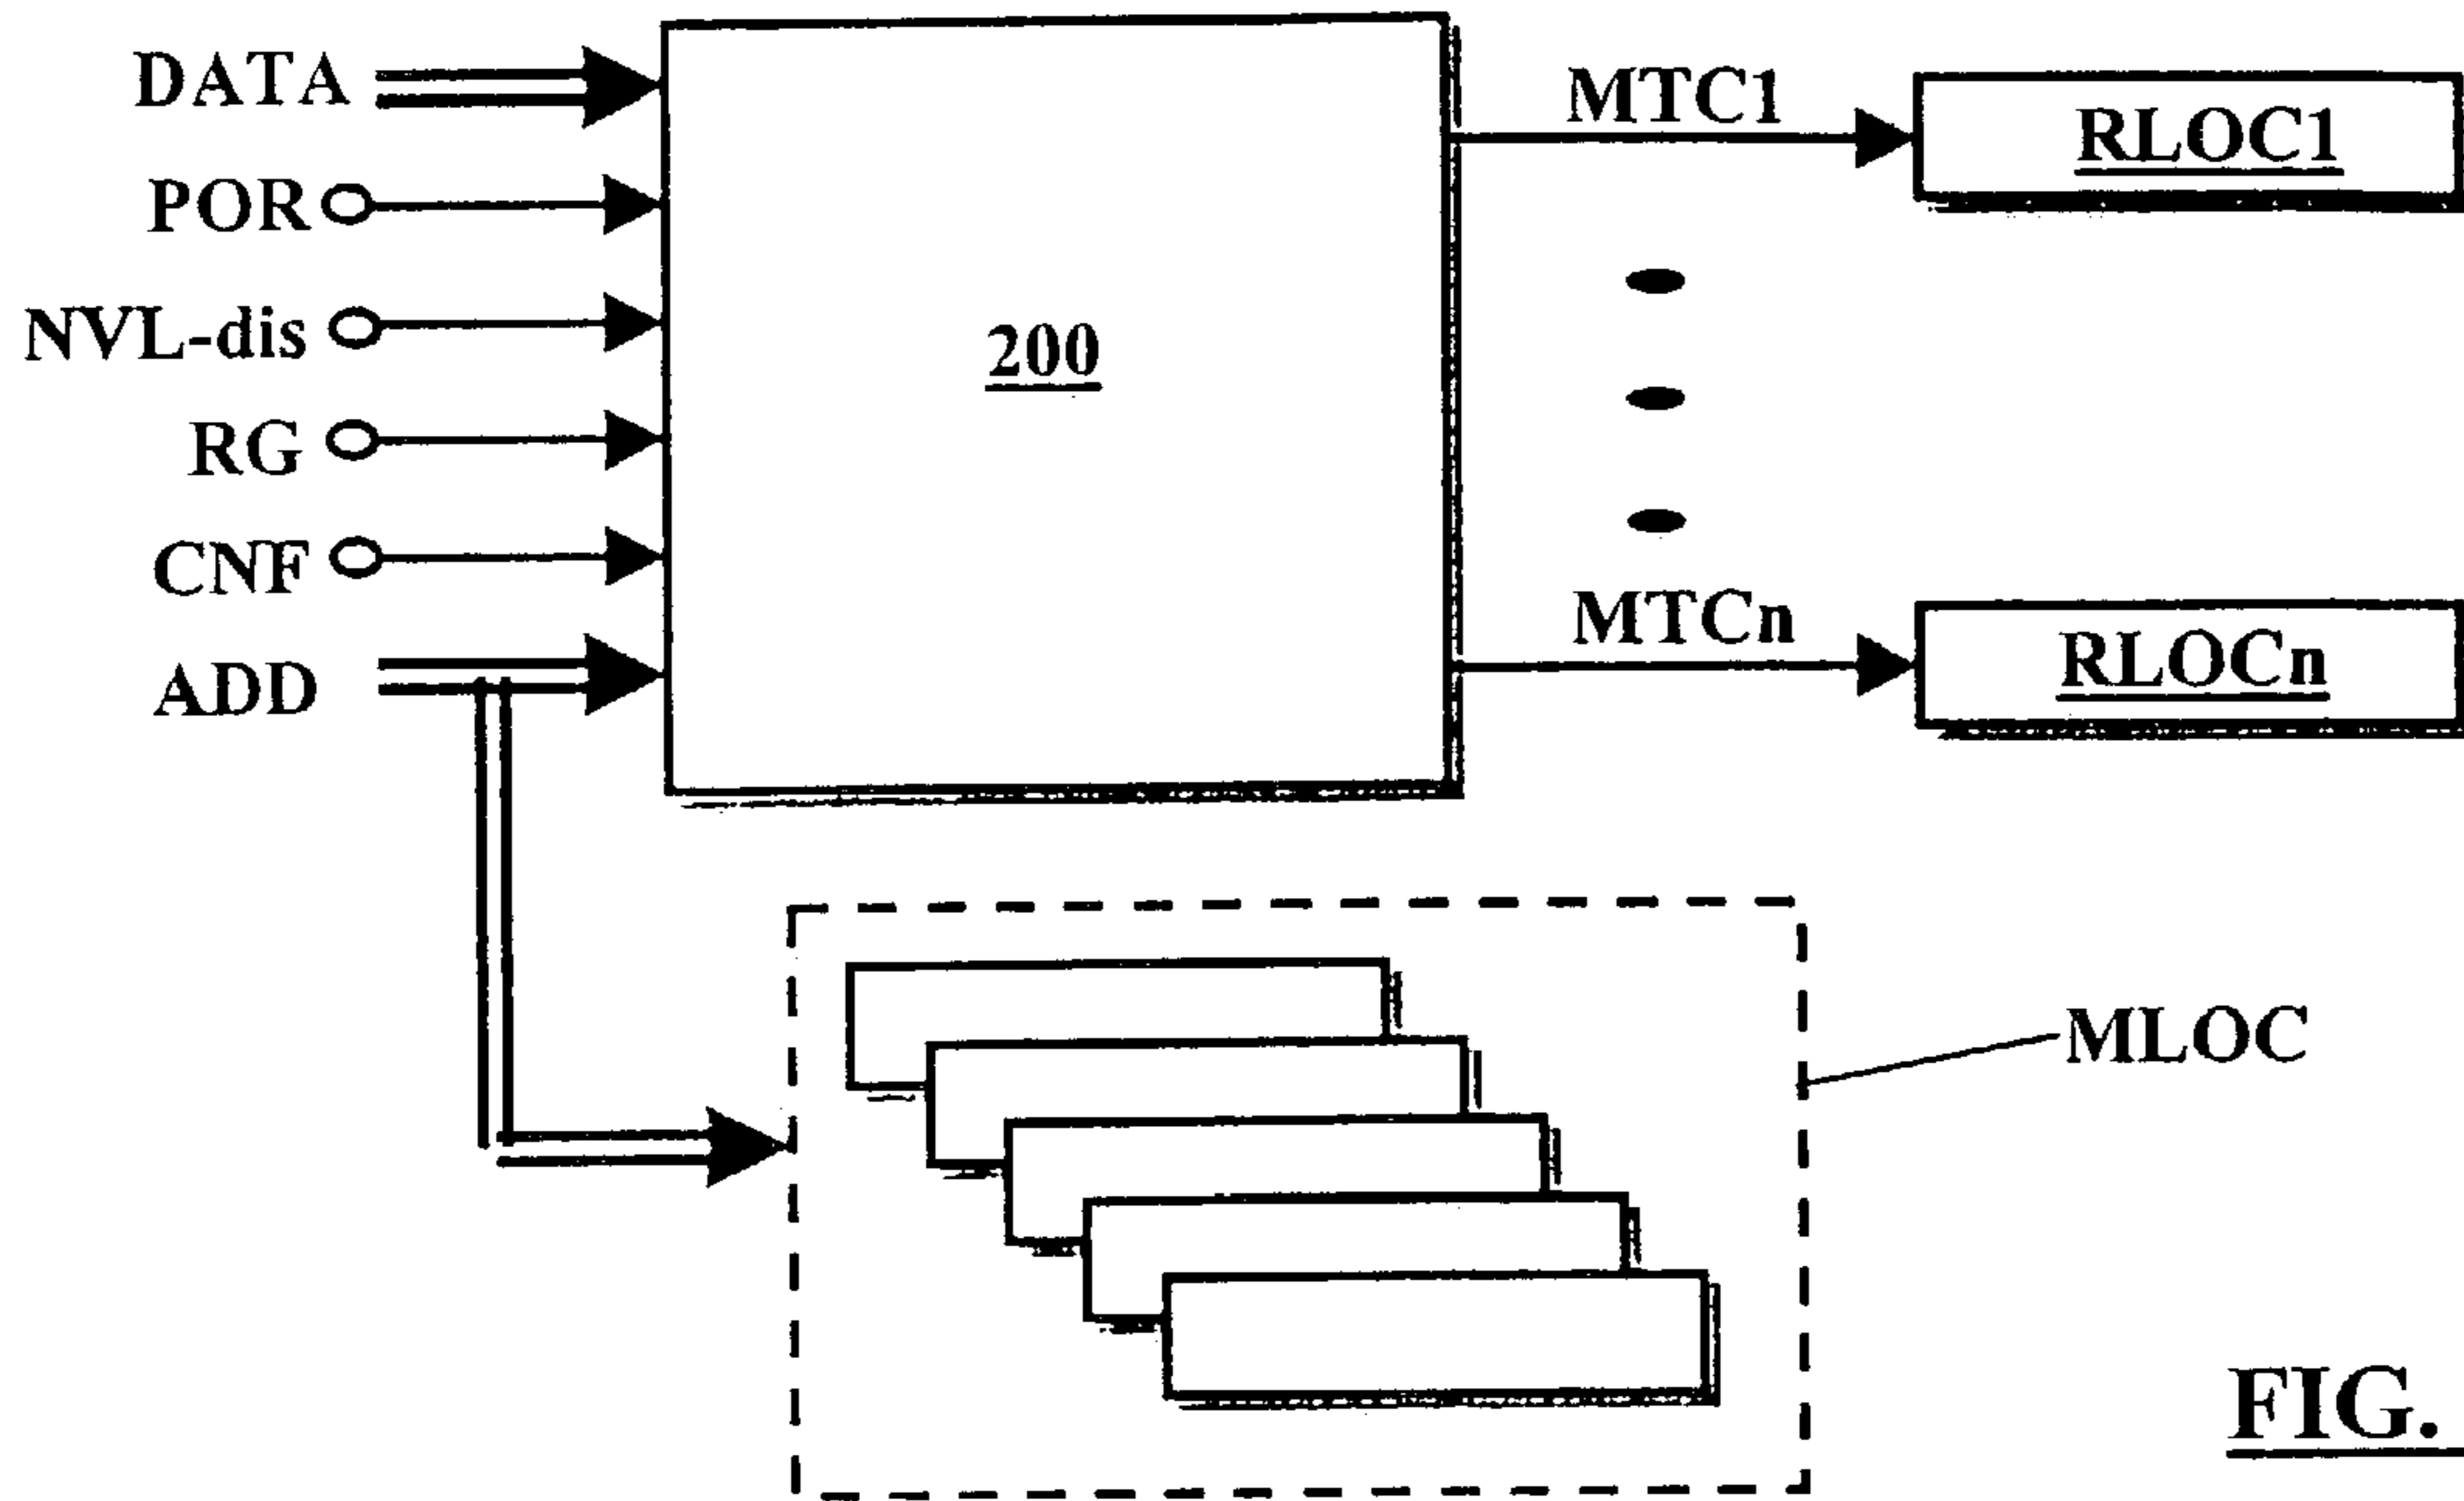 DATA
POR
NVL-dis
RG
CNF
ADD
200
MTC1
RLOC1
MTCn
RLOCn
MLOC
FIG.